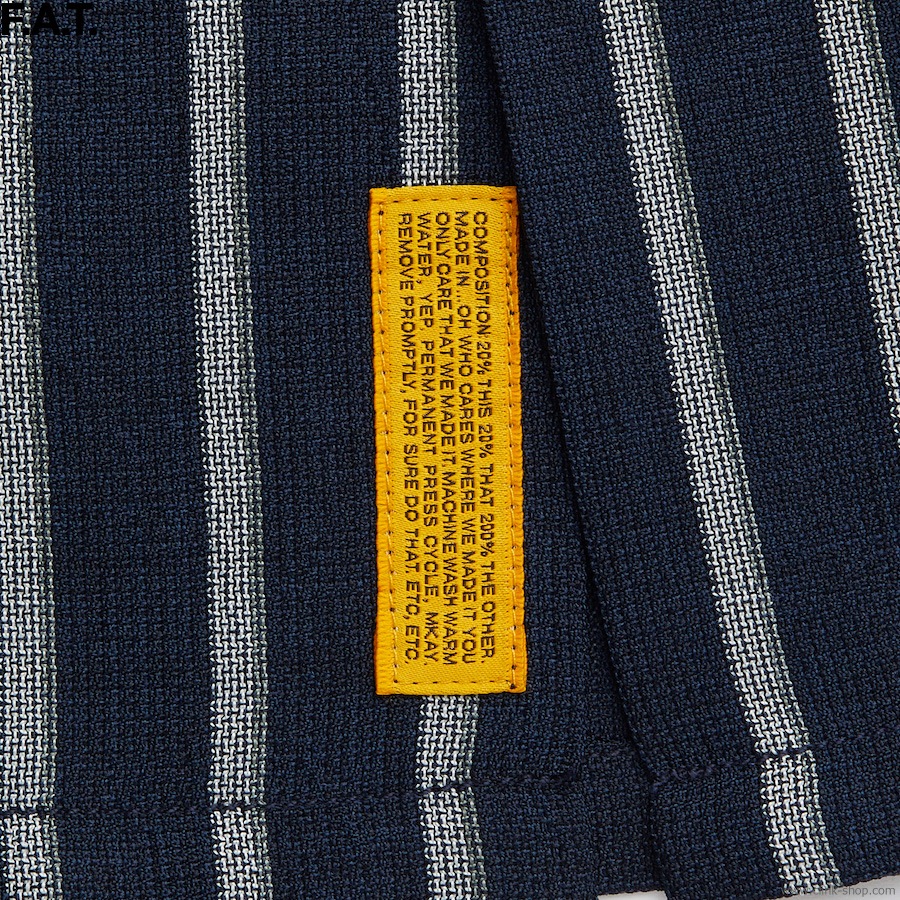 F.A.T.
COMPOSITION: 20% THIS 20% THAT 200% THE OTHER.
MADE IN ...OH WHO CARES WHERE WE MADE IT YOU
ONLY CARE THAT WE MADE IT. MACHINE WASH WARM
WATER, YEP. PERMANENT PRESS CYCLE, MKAY.
REMOVE PROMPTLY, FOR SURE DO THAT. ETC, ETC.